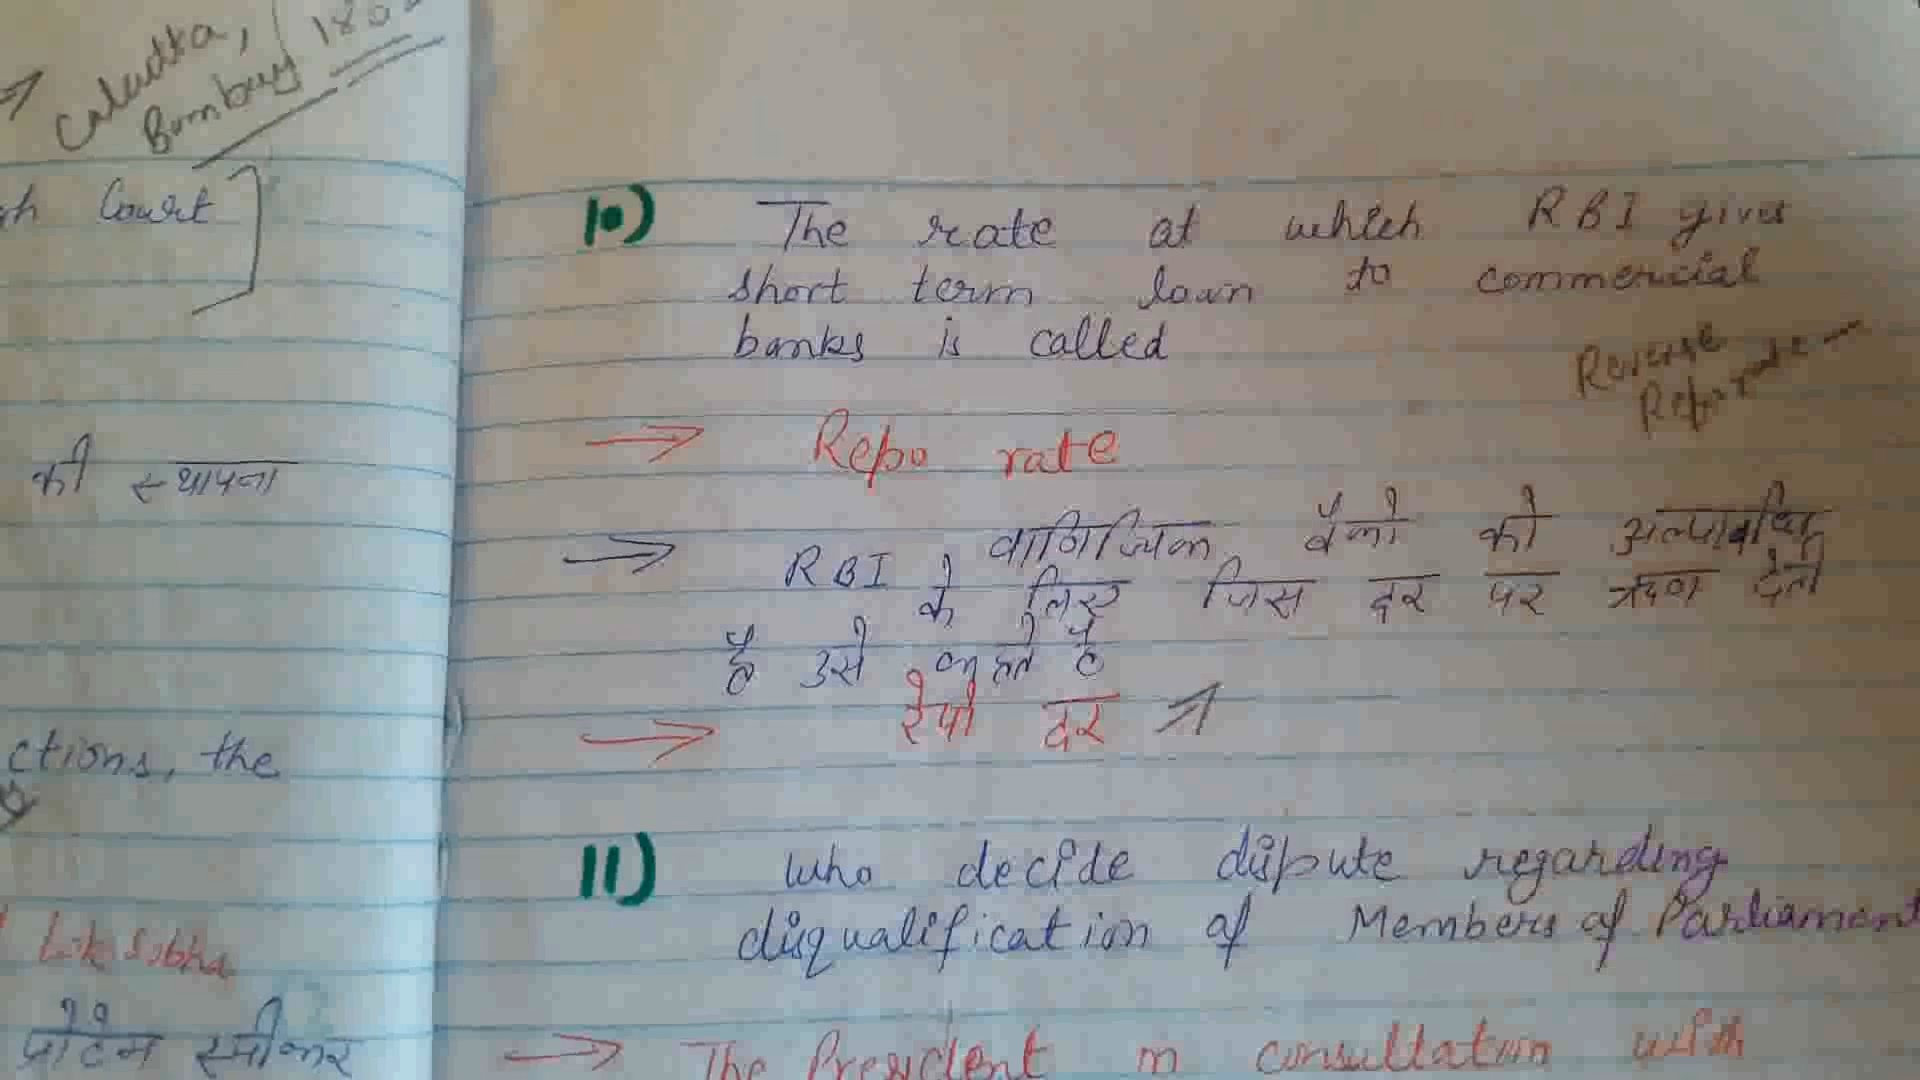 Calcutta,
Bombay
Court
की स्थापना
ctions, the
Lok Sabha
प्रोटेम स्पीकर
10) The rate at which RBI gives
short term loan to commercial
banks is called
Reverse
Repo rate
→ Repo rate
→ RBI वाणिज्यिक बैंको को अल्पावधि
के लिए जिस दर पर ऋण देती
है उसे कहते है
→ रेपो दर
11) Who decide dispute regarding
disqualification of Members of Parliament
→ The President in consultation with